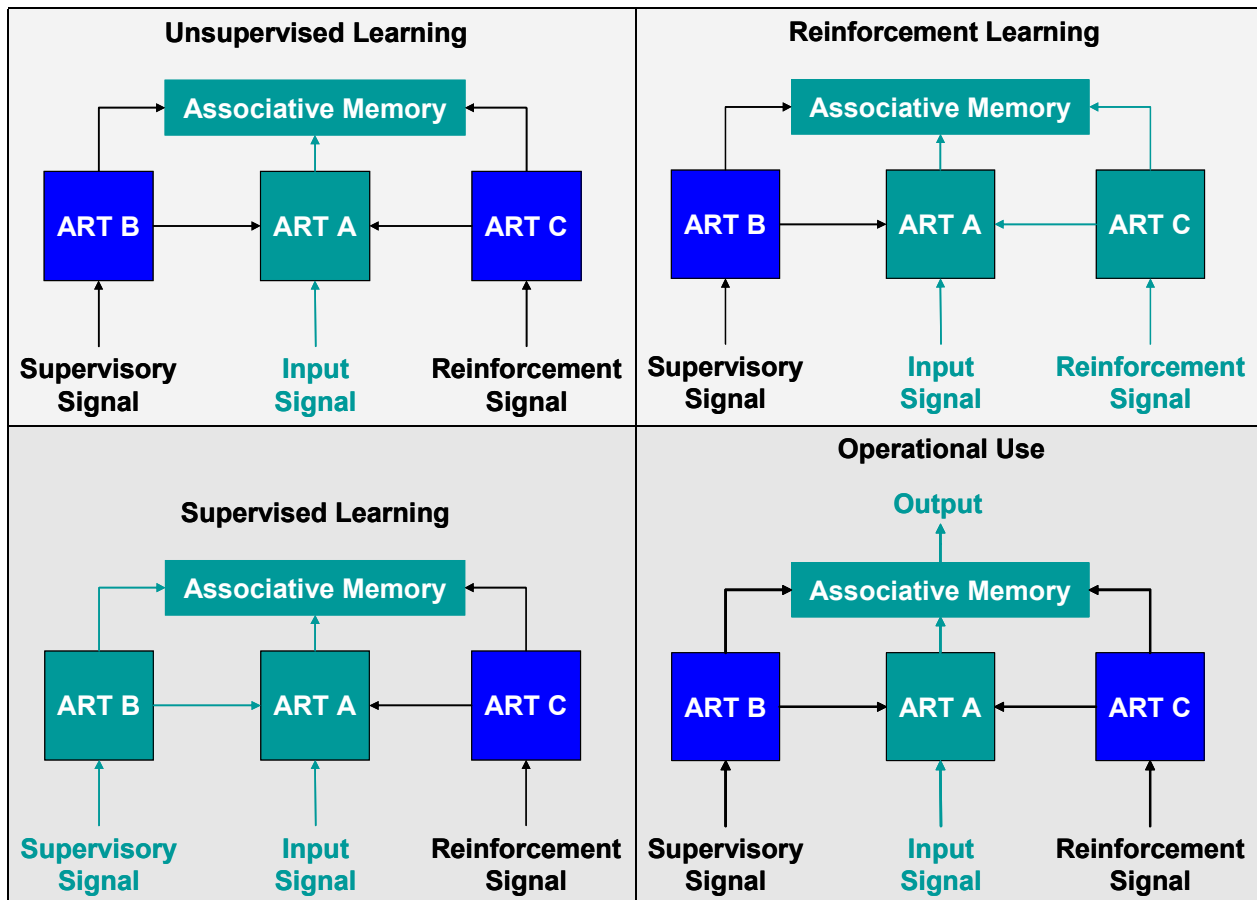 Unsupervised Learning
Associative Memory
ART B
ART A
ART C
Supervisory
Signal
Input
Signal
Reinforcement
Signal
Reinforcement Learning
Associative Memory
ART B
ART A
ART C
Supervisory
Signal
Input
Signal
Reinforcement
Signal
Supervised Learning
Associative Memory
ART B
ART A
ART C
Supervisory
Signal
Input
Signal
Reinforcement
Signal
Operational Use
Output
Associative Memory
ART B
ART A
ART C
Supervisory
Signal
Input
Signal
Reinforcement
Signal